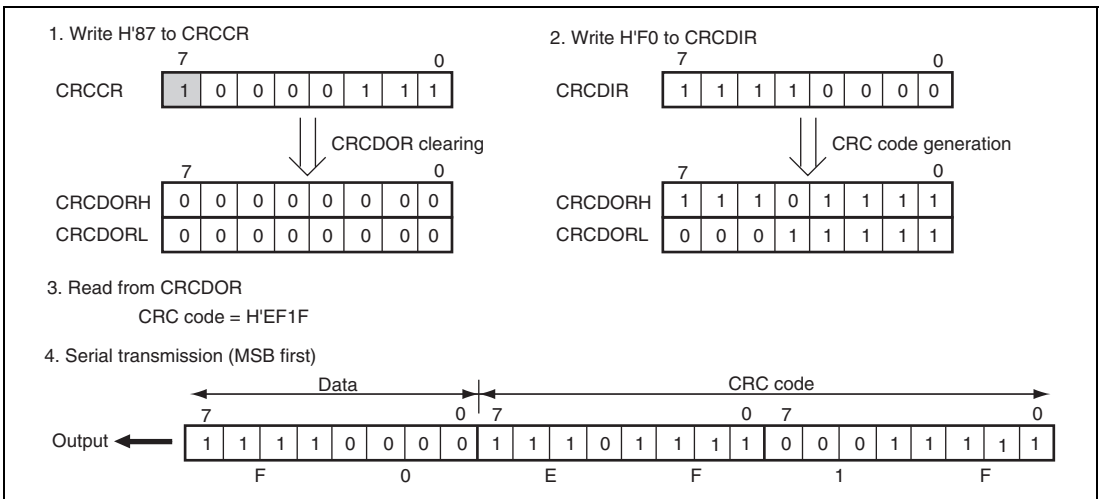 1. Write H'87 to CRCCR
7 0
CRCCR 1 0 0 0 0 1 1 1
CRCDOR clearing
7 0
CRCDORH 0 0 0 0 0 0 0 0
CRCDORL 0 0 0 0 0 0 0 0
2. Write H'F0 to CRCDIR
7 0
CRCDIR 1 1 1 1 0 0 0 0
CRC code generation
7 0
CRCDORH 1 1 1 0 1 1 1 1
CRCDORL 0 0 0 1 1 1 1 1
3. Read from CRCDOR
CRC code = H'EF1F
4. Serial transmission (MSB first)
Data CRC code
7 0 7 0 7 0
Output 1 1 1 1 0 0 0 0 1 1 1 0 1 1 1 1 0 0 0 1 1 1 1 1
F 0 E F 1 F